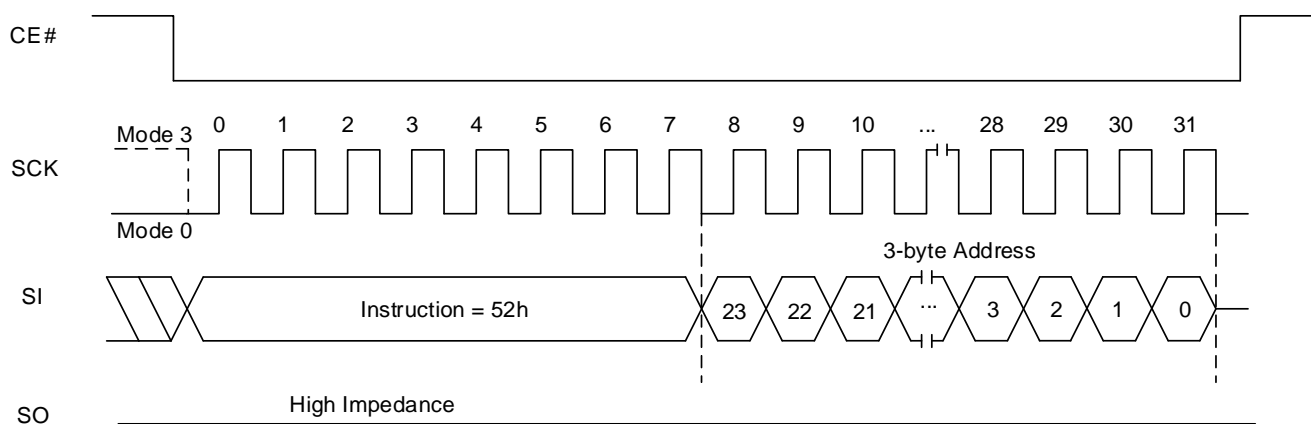 CE#
Mode 3
0 1 2 3 4 5 6 7 8 9 10 ... 28 29 30 31
SCK
Mode 0
3-byte Address
SI
Instruction = 52h
23 22 21 ... 3 2 1 0
High Impedance
SO